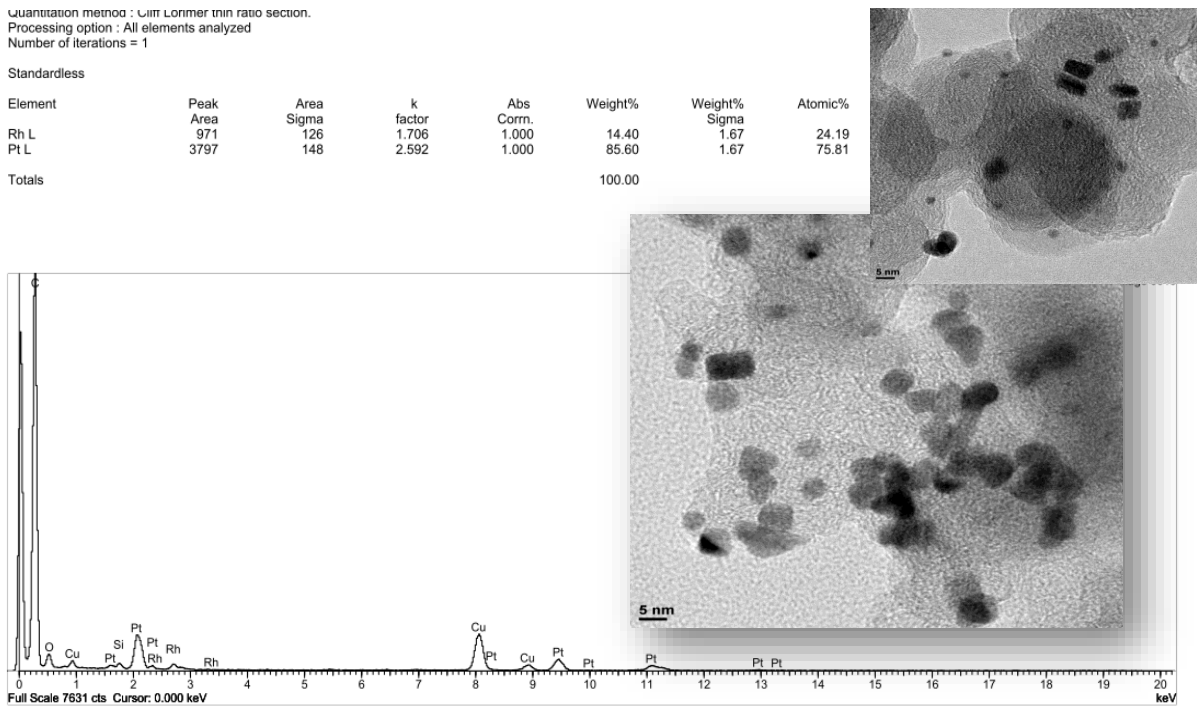 Quantitation method : Cliff Lorimer thin ratio section.
Processing option : All elements analyzed
Number of iterations = 1
Standardless
Element Peak Area k Abs Weight% Weight% Atomic%
Area Sigma factor Corrn. Sigma
Rh L 971 126 1.706 1.000 14.40 1.67 24.19
Pt L 3797 148 2.592 1.000 85.60 1.67 75.81
Totals 100.00
5 nm
5 nm
C
O
Cu
Pt
Si
Pt
Pt
Rh
Rh
Rh
Cu
Pt
Cu
Pt
Pt
Pt
Pt
Pt
0 1 2 3 4 5 6 7 8 9 10 11 12 13 14 15 16 17 18 19 20
Full Scale 7631 cts Cursor: 0.000 keV keV